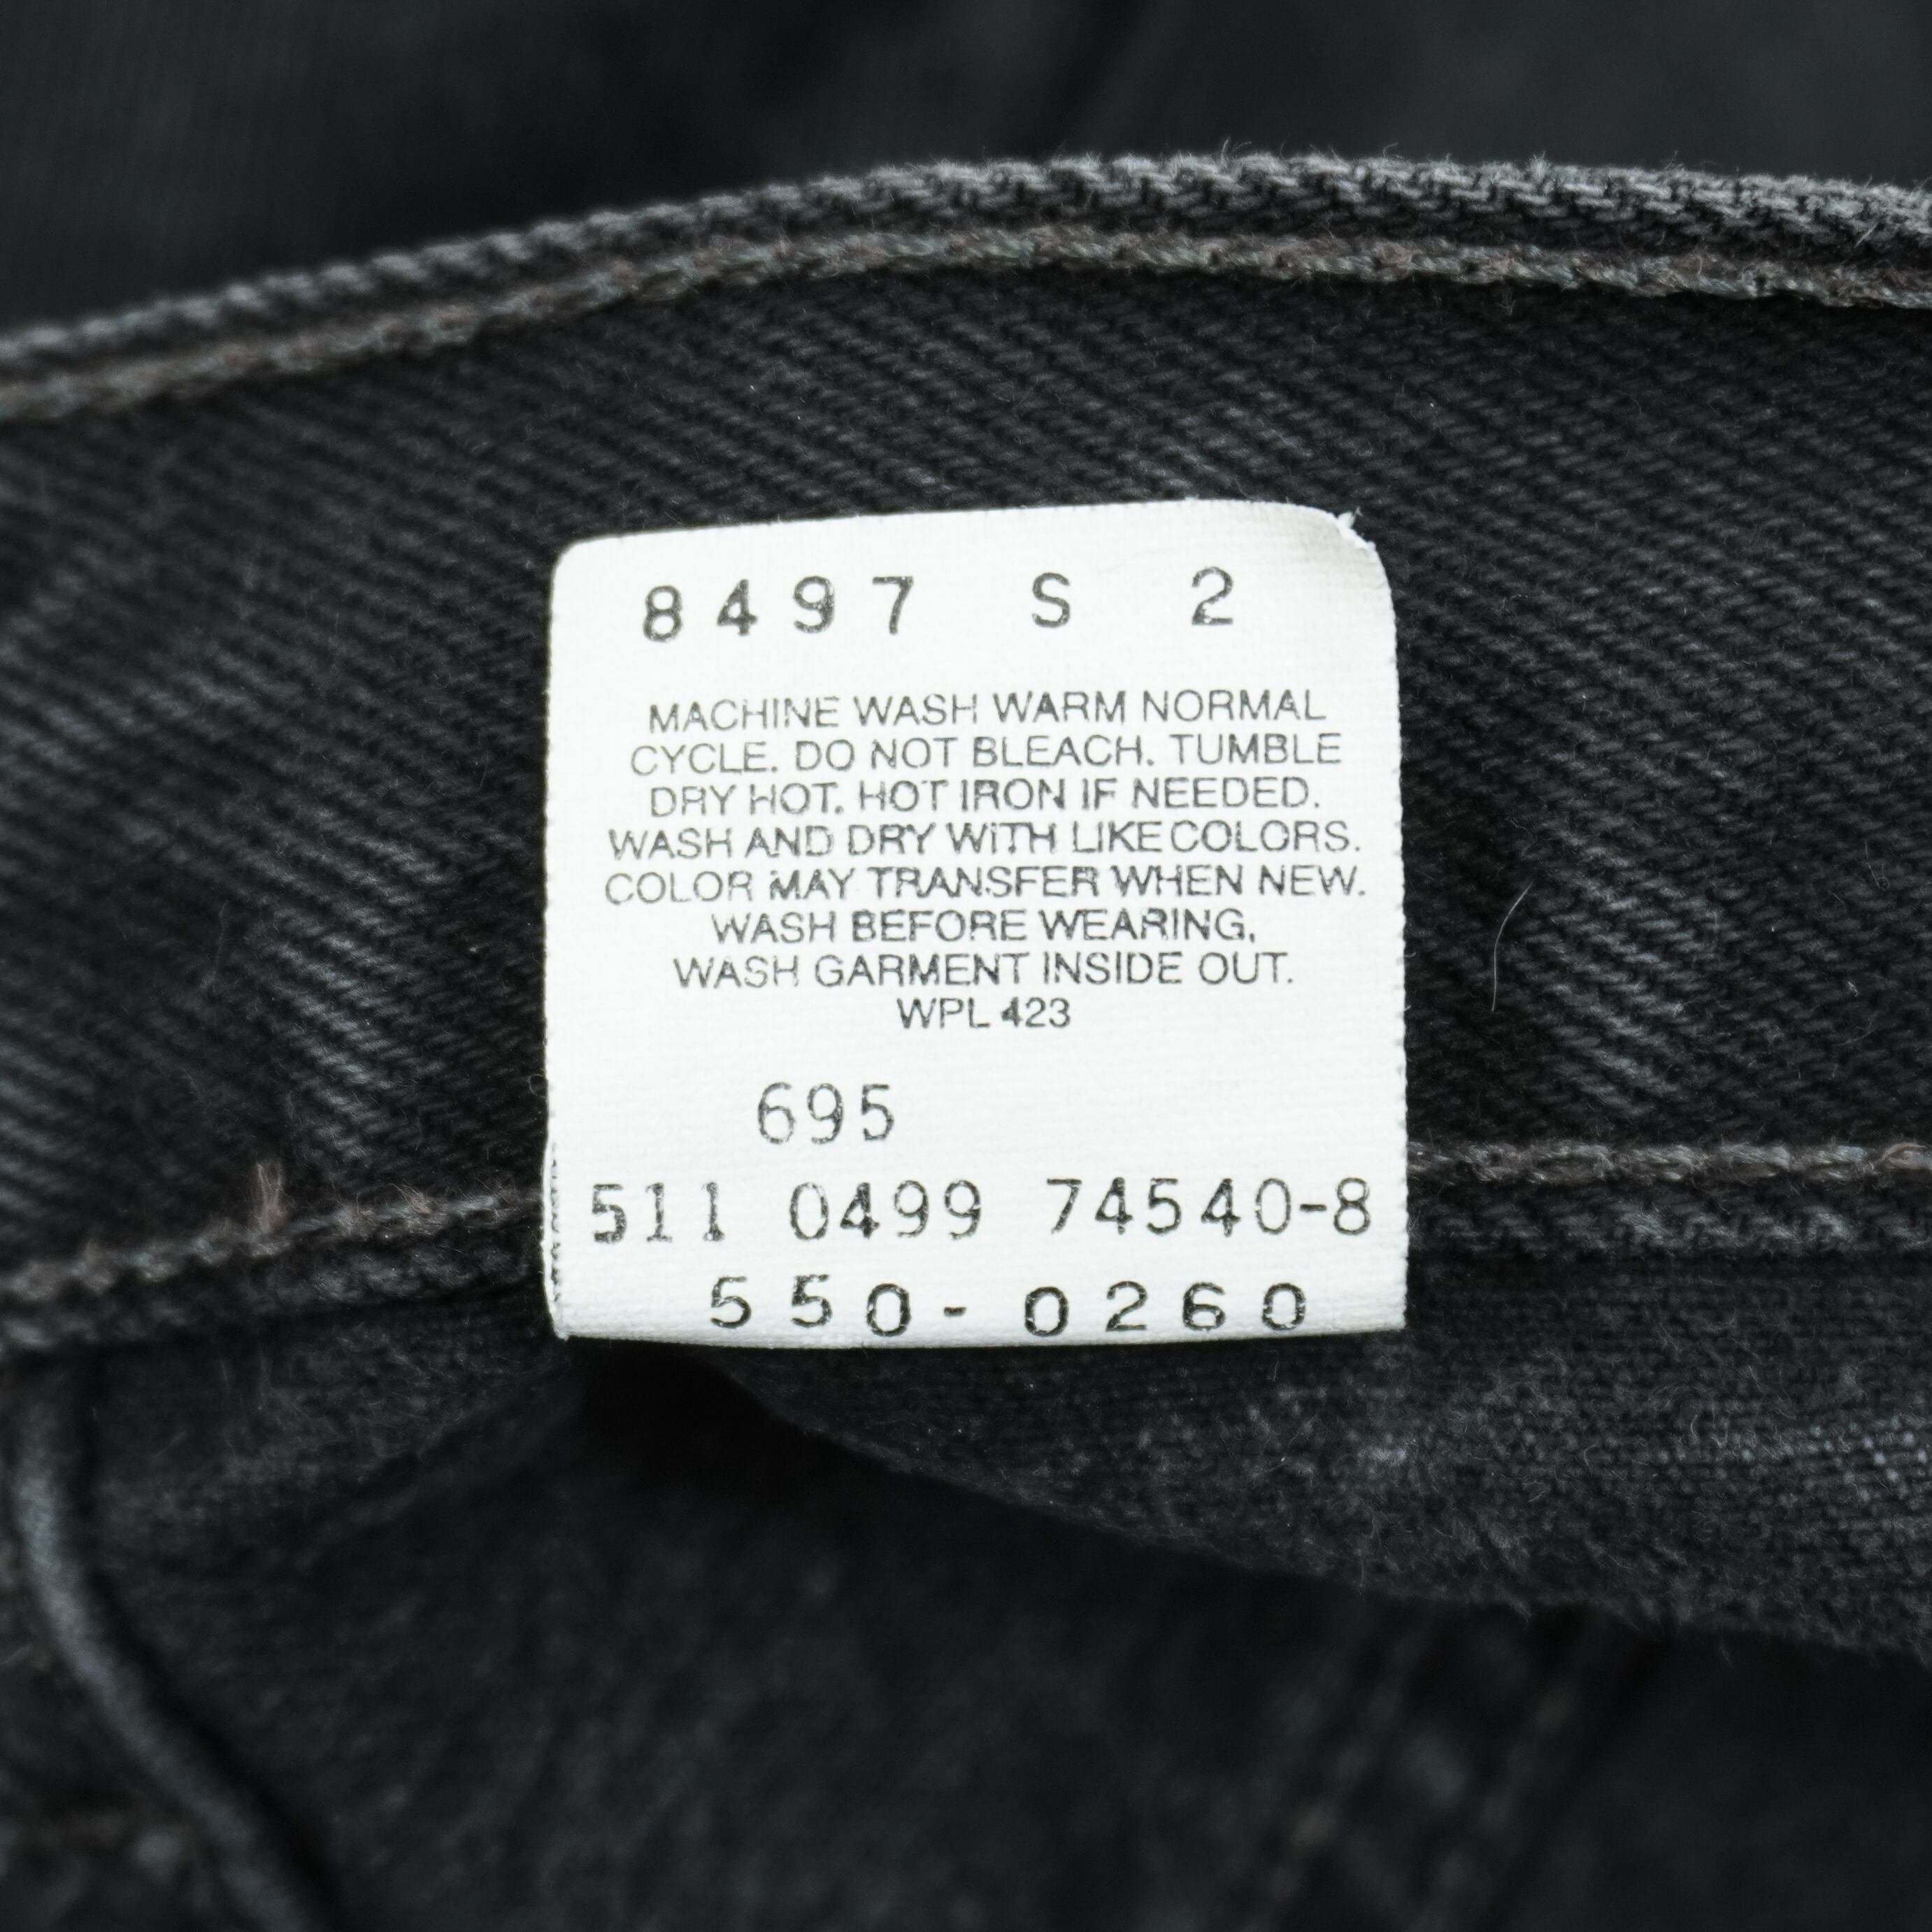 8497 S 2
MACHINE WASH WARM NORMAL
CYCLE. DO NOT BLEACH. TUMBLE
DRY HOT. HOT IRON IF NEEDED.
WASH AND DRY WITH LIKE COLORS.
COLOR MAY TRANSFER WHEN NEW.
WASH BEFORE WEARING,
WASH GARMENT INSIDE OUT.
WPL 423
695
511 0499 74540-8
550-0260